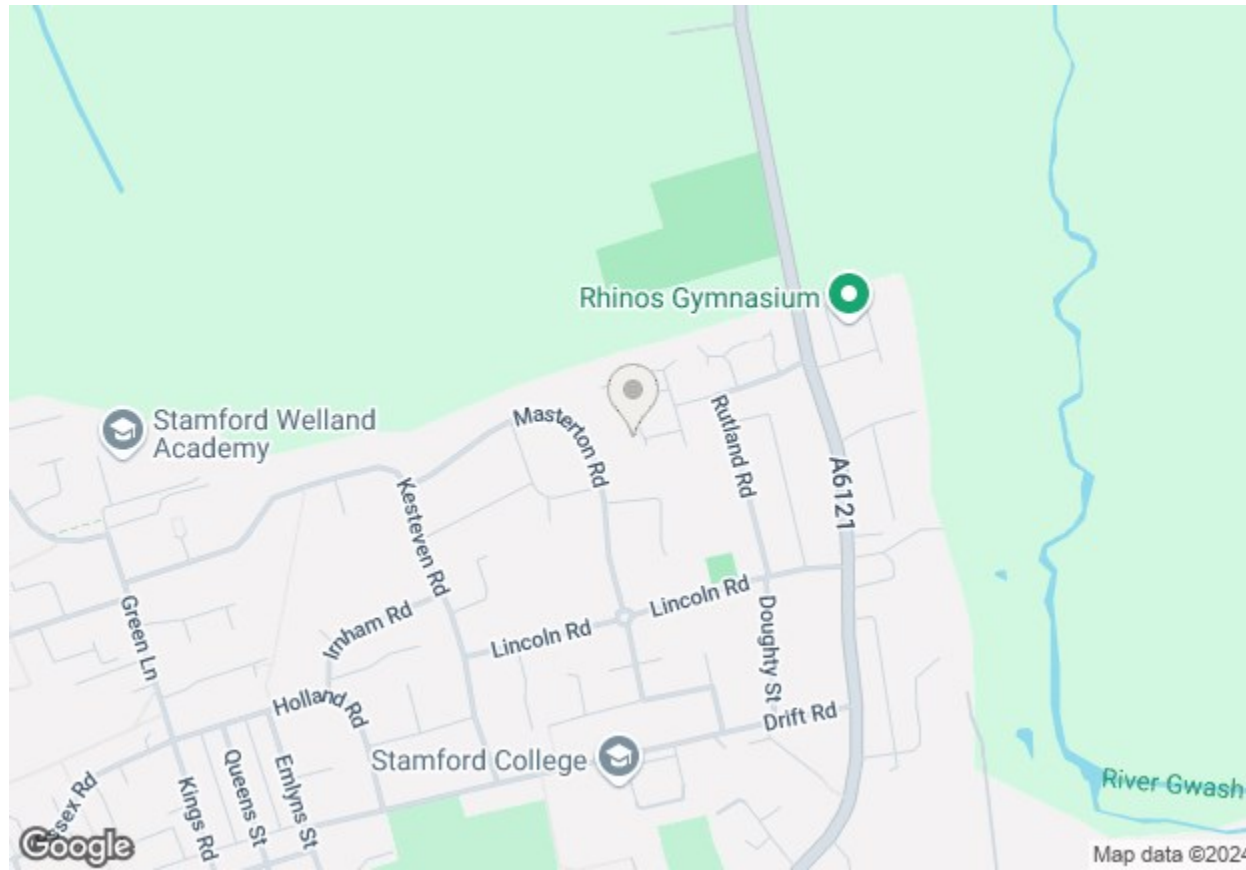 Rhinos Gymnasium
Stamford Welland
Academy
Masterton Rd
Rutland Rd
A6121
Kesteven Rd
Green Ln
Irnham Rd
Lincoln Rd
Lincoln Rd
Doughty St
Holland Rd
Drift Rd
Stamford College
Queens St
Emlyns St
Kings Rd
River Gwash
Google
Map data ©2024